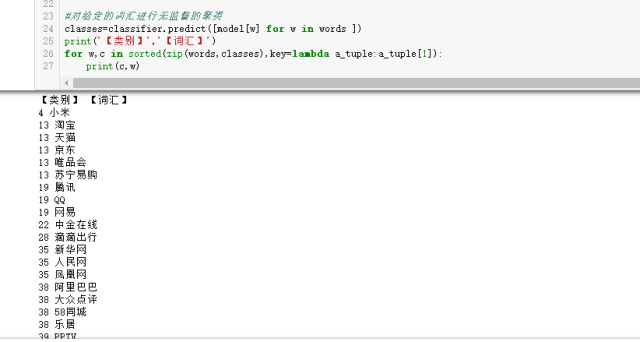 22
23 #对给定的词汇进行无监督的聚类
24 classes=classifier.predict([model[w] for w in words ])
25 print('【类别】','【词汇】')
26 for w,c in sorted(zip(words,classes),key=lambda a_tuple:a_tuple[1]):
27 print(c,w)
【类别】 【词汇】
4 小米
13 淘宝
13 天猫
13 京东
13 唯品会
13 苏宁易购
19 腾讯
19 QQ
19 网易
22 中金在线
28 滴滴出行
35 新华网
35 人民网
35 凤凰网
38 阿里巴巴
38 大众点评
38 58同城
38 乐居
39 PPTV